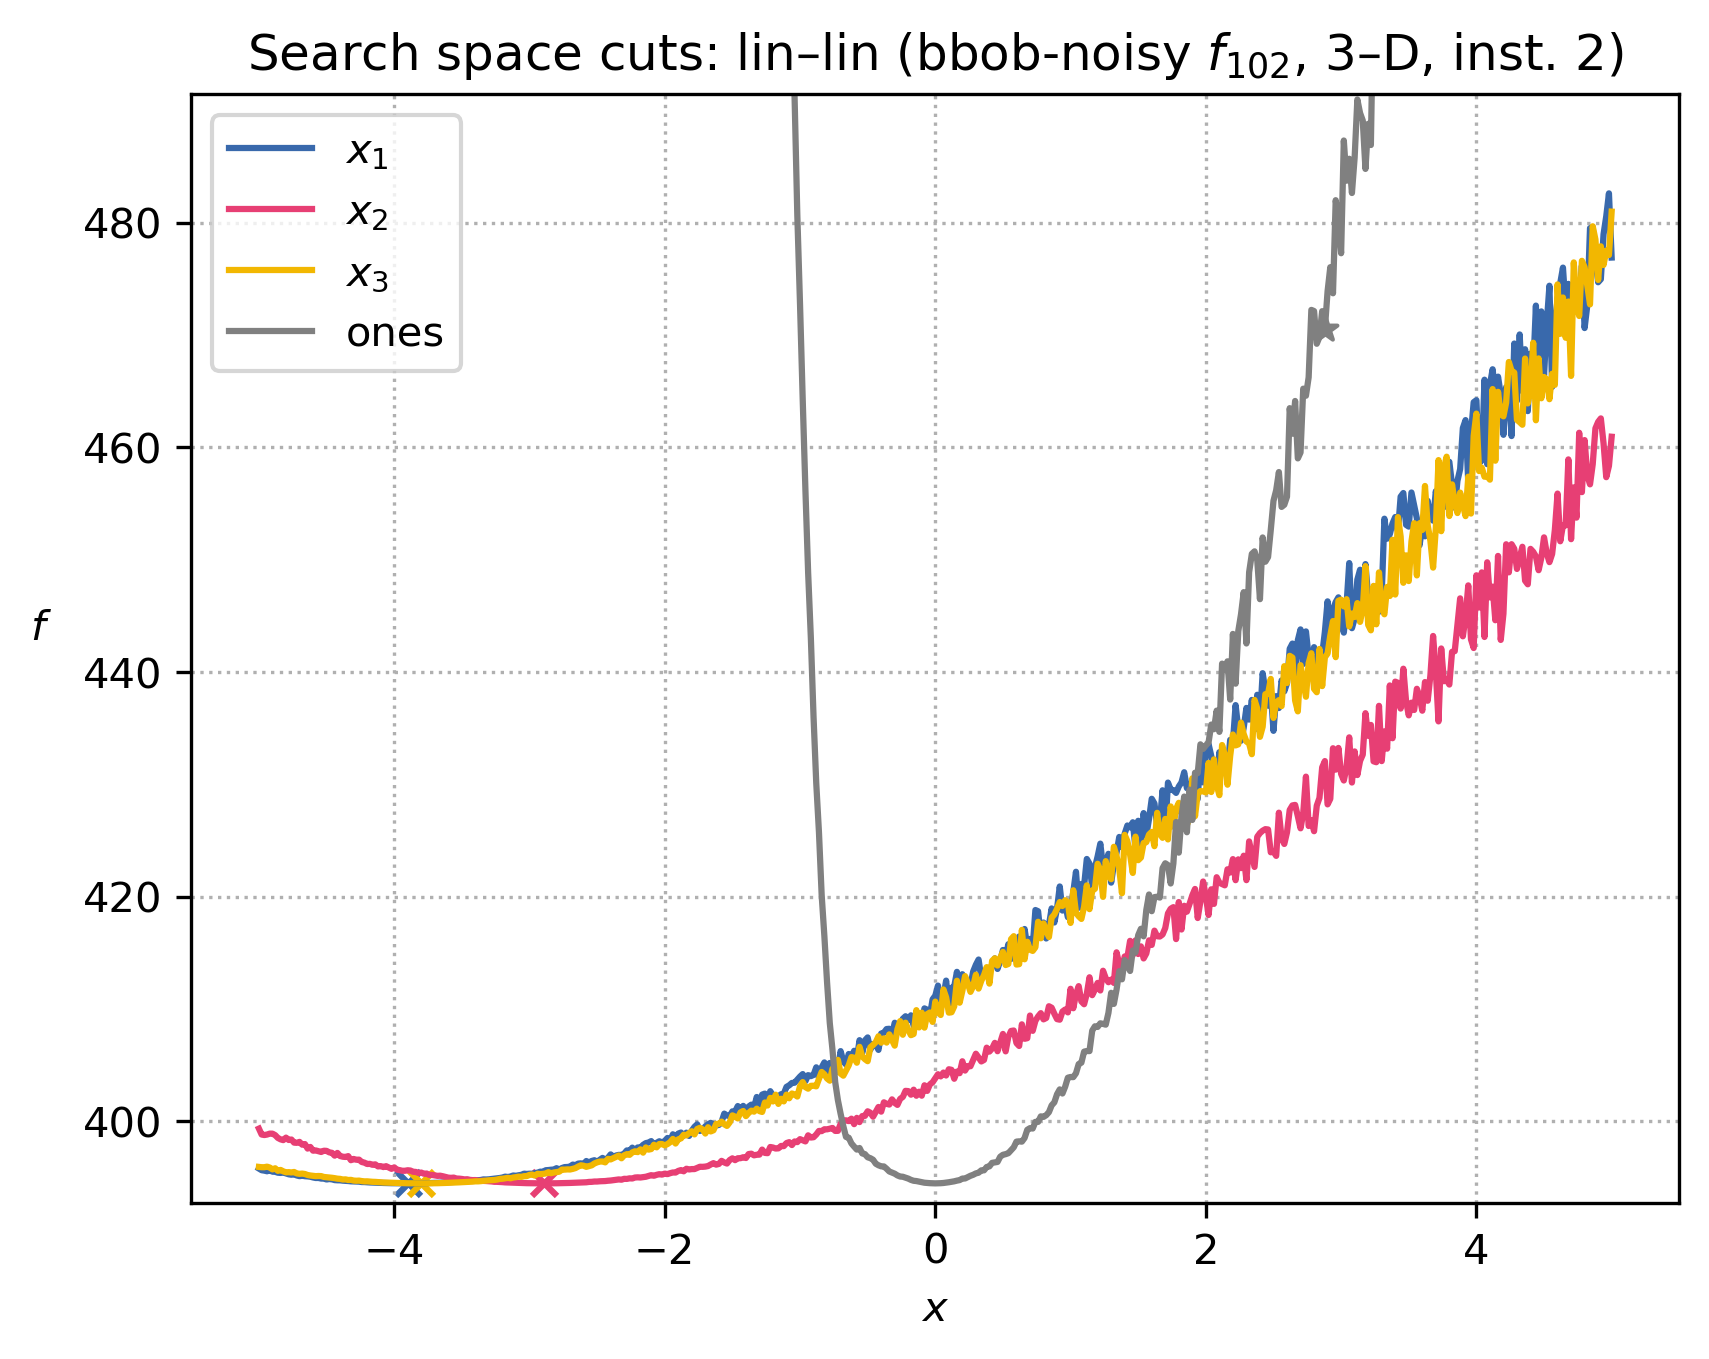 Search space cuts: lin–lin (bbob-noisy f₁₀₂, 3–D, inst. 2)
x₁
x₂
x₃
ones
480
460
440
420
400
f
−4 −2 0 2 4
x